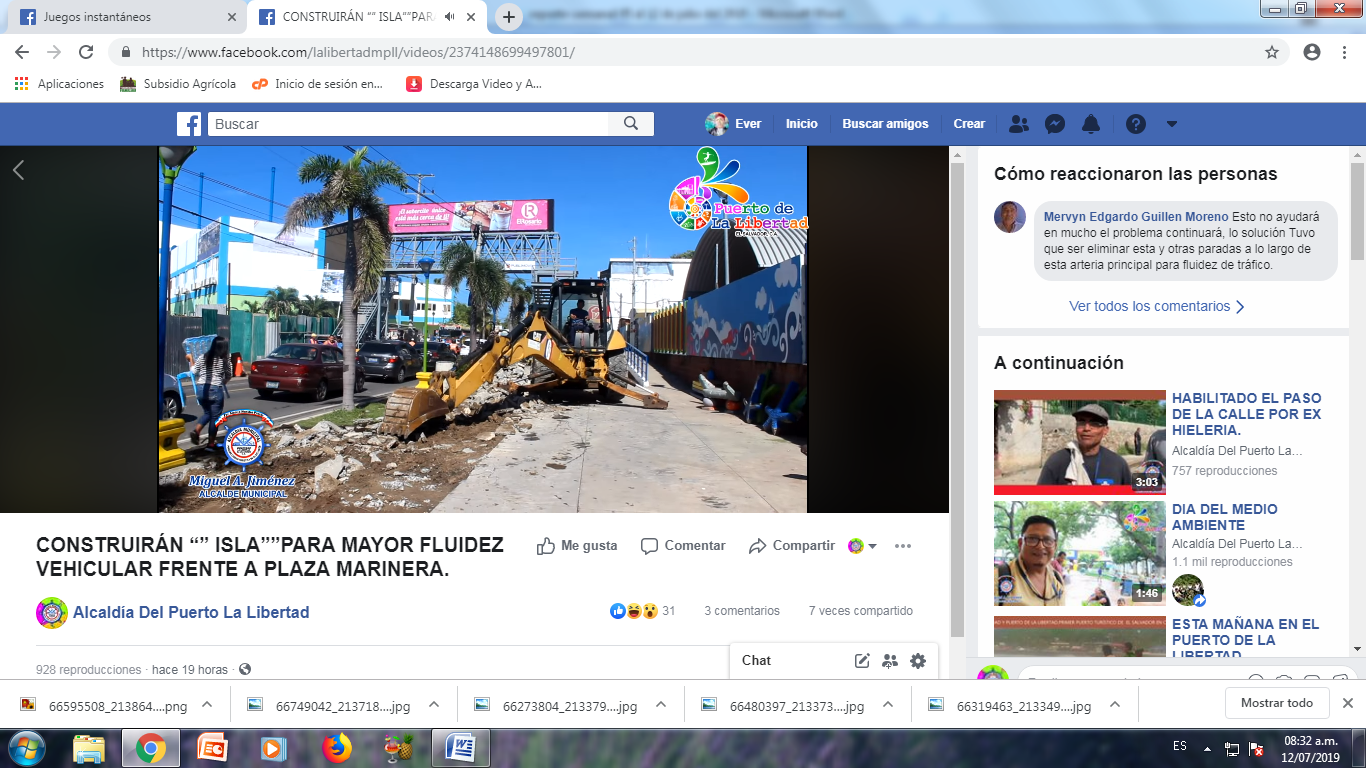 Juegos instantáneos
CONSTRUIRÁN “” ISLA””PARA
https://www.facebook.com/lalibertadmpll/videos/2374148699497801/
Aplicaciones
Subsidio Agrícola
Inicio de sesión en...
Descarga Video y A...
Buscar
Ever
Inicio
Buscar amigos
Crear
Puerto de
La Libertad
EL SALVADOR, C.A.
Miguel A. Jiménez
ALCALDE MUNICIPAL
Cómo reaccionaron las personas
Mervyn Edgardo Guillen Moreno Esto no ayudará
en mucho el problema continuará, lo solución Tuvo
que ser eliminar esta y otras paradas a lo largo de
esta arteria principal para fluidez de tráfico.
Ver todos los comentarios
A continuación
HABILITADO EL PASO
DE LA CALLE POR EX
HIELERIA.
Alcaldía Del Puerto La...
757 reproducciones
3:03
DIA DEL MEDIO
AMBIENTE
Alcaldía Del Puerto La...
1.1 mil reproducciones
1:46
ESTA MAÑANA EN EL
PUERTO DE LA
LIBERTAD
CONSTRUIRÁN “” ISLA””PARA MAYOR FLUIDEZ
VEHICULAR FRENTE A PLAZA MARINERA.
Me gusta
Comentar
Compartir
Alcaldía Del Puerto La Libertad
31
3 comentarios
7 veces compartido
928 reproducciones · hace 19 horas ·
Chat
66595508_213864....png
66749042_213718....jpg
66273804_213379....jpg
66480397_213373....jpg
66319463_213349....jpg
Mostrar todo
ES
08:32 a.m.
12/07/2019